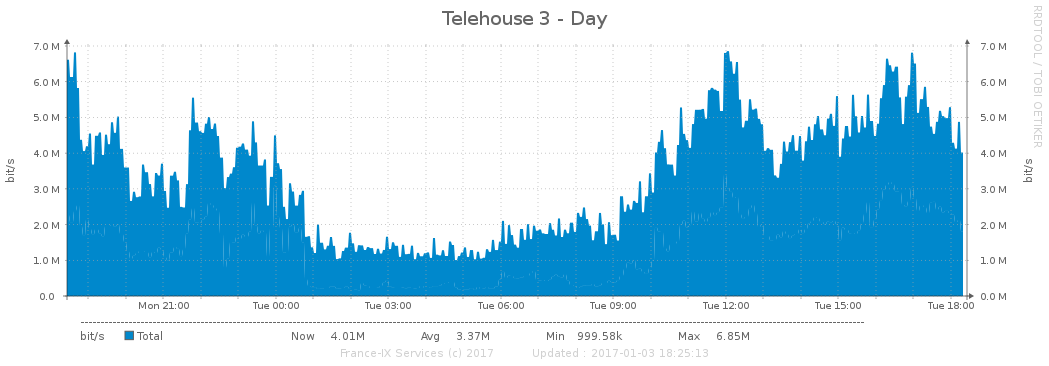 Telehouse 3 - Day
RRDTOOL / TOBI OETIKER
7.0 M 7.0 M
6.0 M 6.0 M
5.0 M 5.0 M
4.0 M 4.0 M
3.0 M 3.0 M
2.0 M 2.0 M
1.0 M 1.0 M
0.0 0.0 M
bit/s
bit/s
Mon 21:00 Tue 00:00 Tue 03:00 Tue 06:00 Tue 09:00 Tue 12:00 Tue 15:00 Tue 18:00
bit/s Total Now 4.01M Avg 3.37M Min 999.58k Max 6.85M
France-IX Services (c) 2017 Updated : 2017-01-03 18:25:13